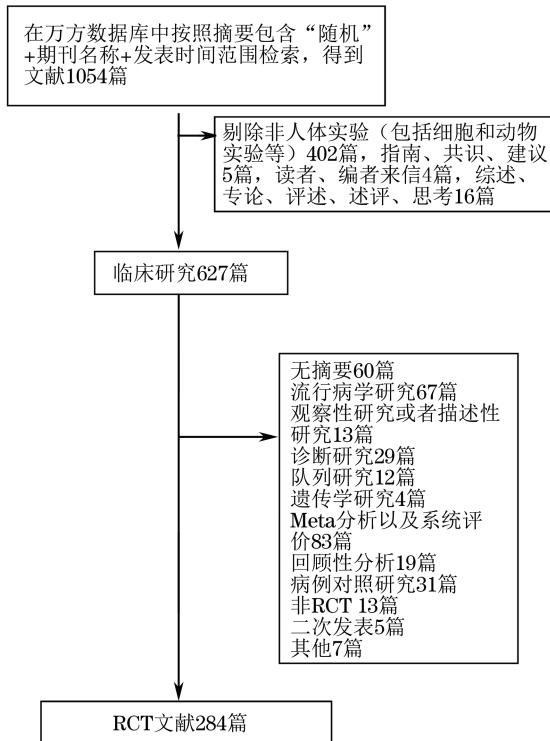 在万方数据库中按照摘要包含“随机”
+期刊名称+发表时间范围检索，得到
文献1054篇
剔除非人体实验（包括细胞和动物
实验等）402篇，指南、共识、建议
5篇，读者、编者来信4篇，综述、
专论、评述、述评、思考16篇
临床研究627篇
无摘要60篇
流行病学研究67篇
观察性研究或者描述性
研究13篇
诊断研究29篇
队列研究12篇
遗传学研究4篇
Meta分析以及系统评
价83篇
回顾性分析19篇
病例对照研究31篇
非RCT 13篇
二次发表5篇
其他7篇
RCT文献284篇